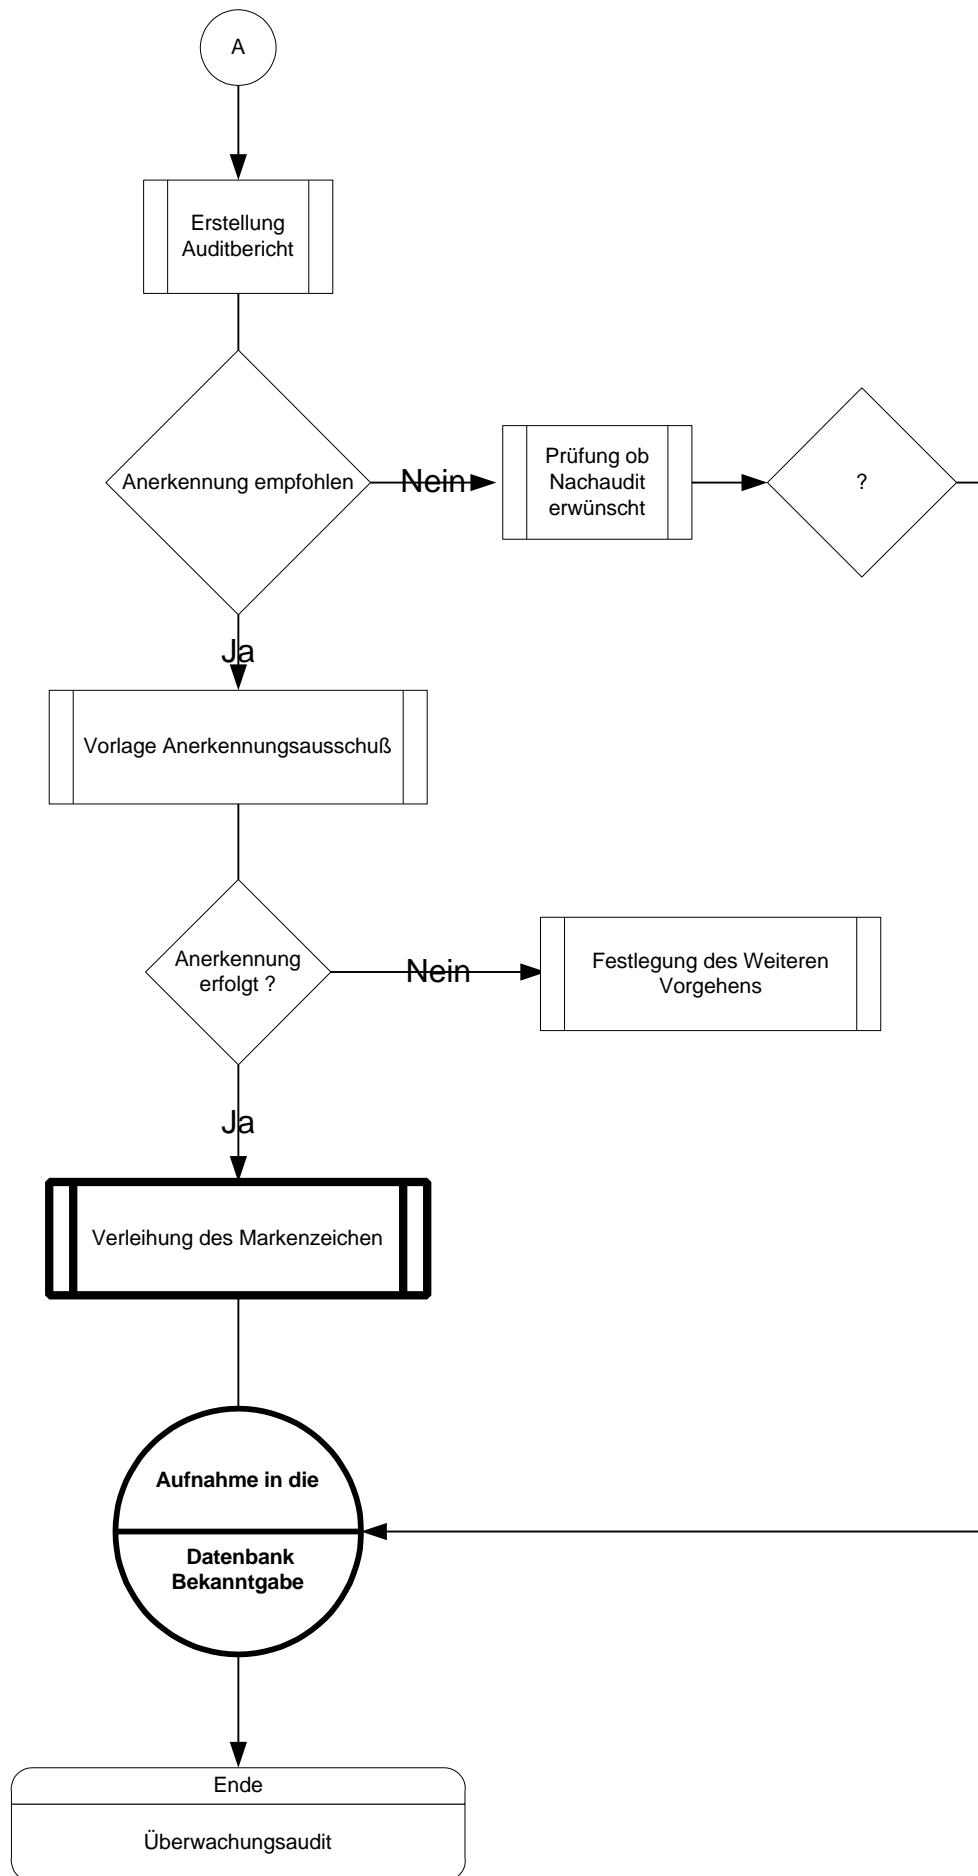 A
Erstellung
Auditbericht
Anerkennung empfohlen
Nein
Prüfung ob
Nachaudit
erwünscht
?
Ja
Vorlage Anerkennungsausschuß
Anerkennung
erfolgt ?
Nein
Festlegung des Weiteren
Vorgehens
Ja
Verleihung des Markenzeichen
Aufnahme in die
Datenbank
Bekanntgabe
Ende
Überwachungsaudit